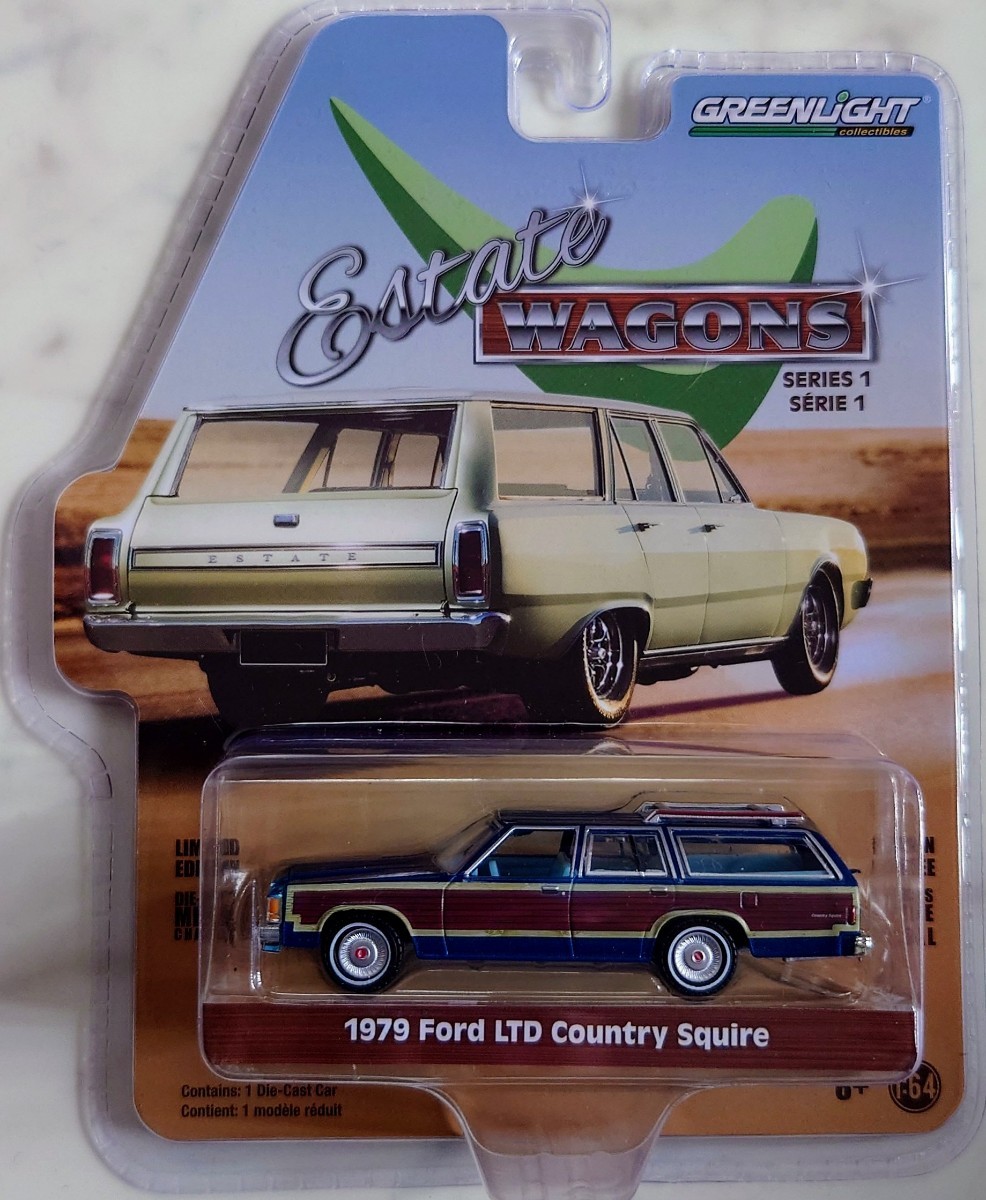 GREENLiGHT®
collectibles
Estate
WAGONS
SERIES 1
SÉRIE 1
ESTATE
1979 Ford LTD Country Squire
Contains: 1 Die-Cast Car
Contient: 1 modèle réduit
1:64